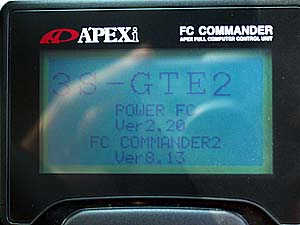 APEXi
FC COMMANDER
APEX FULL COMPUTER CONTROL UNIT
3S-GTE2
POWER FC
Ver2.20
FC COMMANDER2
Ver8.13